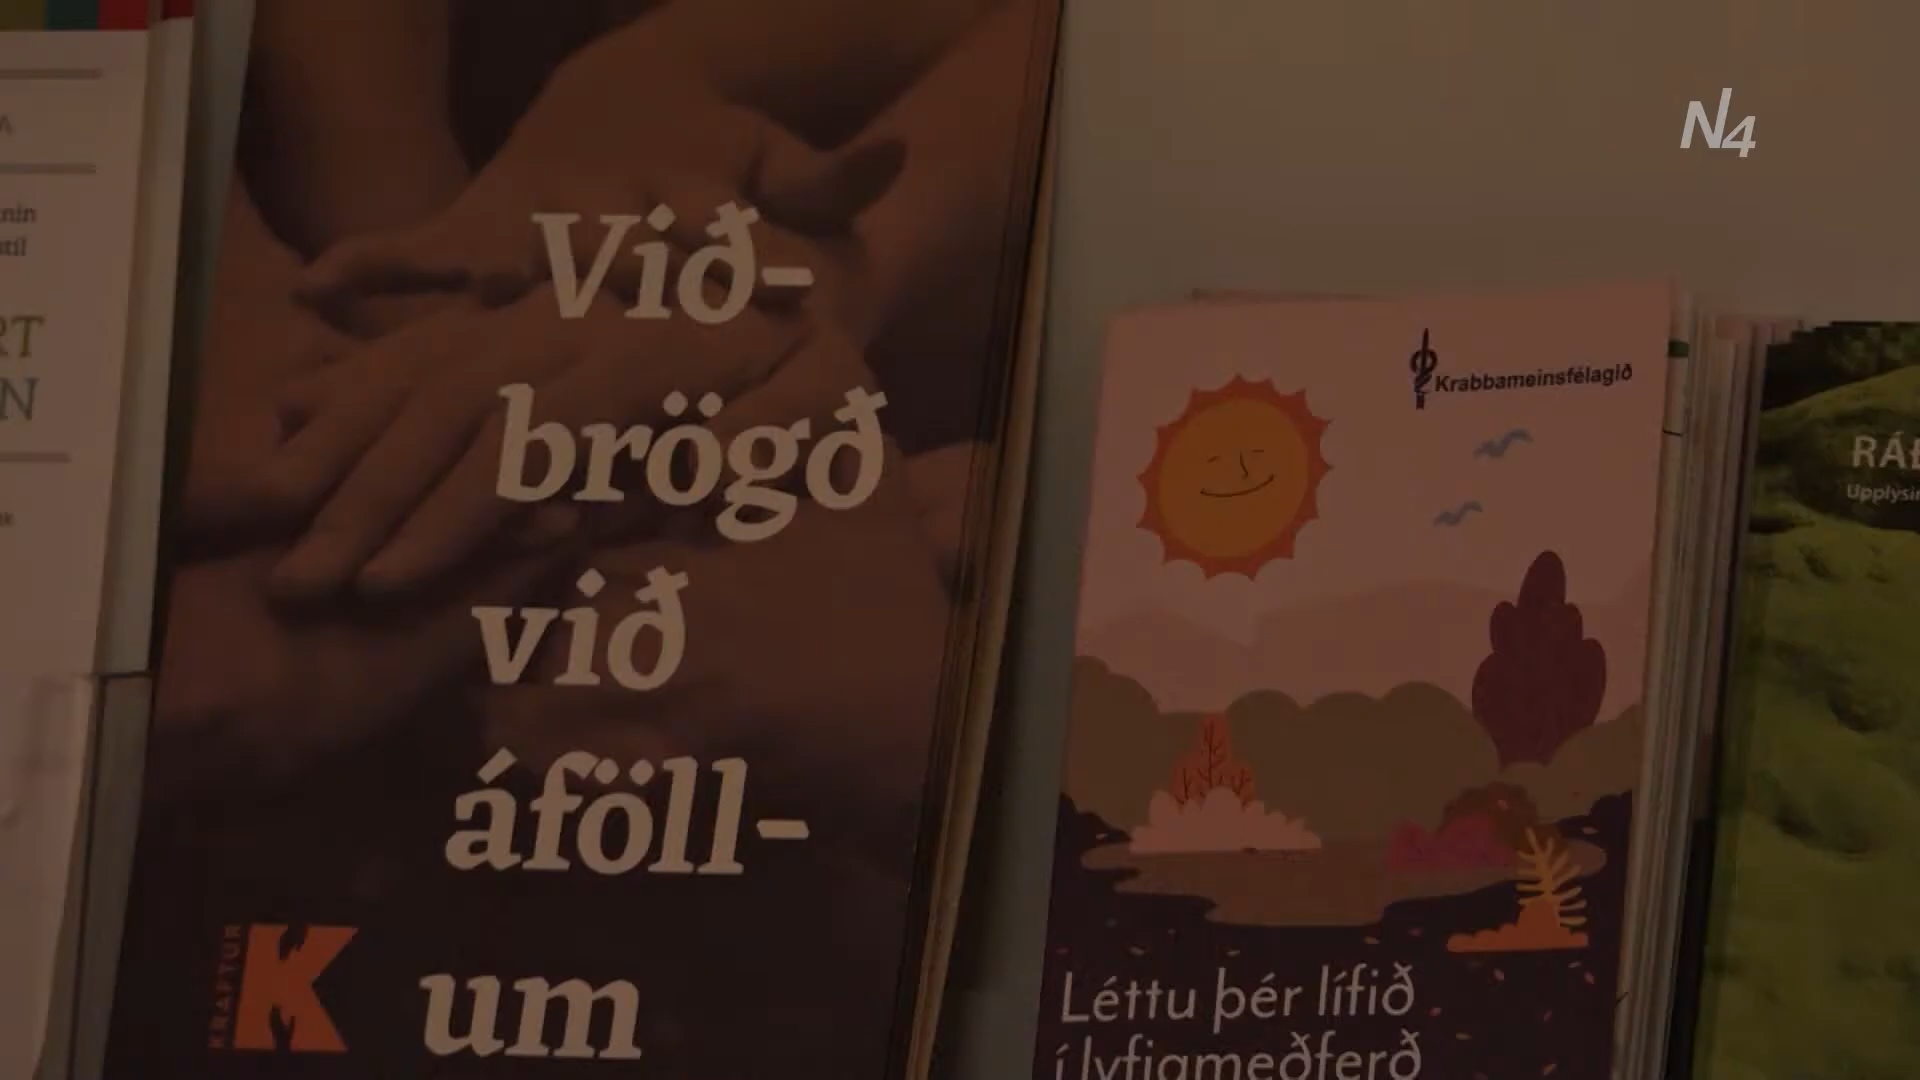 N4
Við-
brögð
við
áföll-
um
KRAFTUR
Krabbameinsfélagið
Léttu þér lífið
í lyfjameðferð